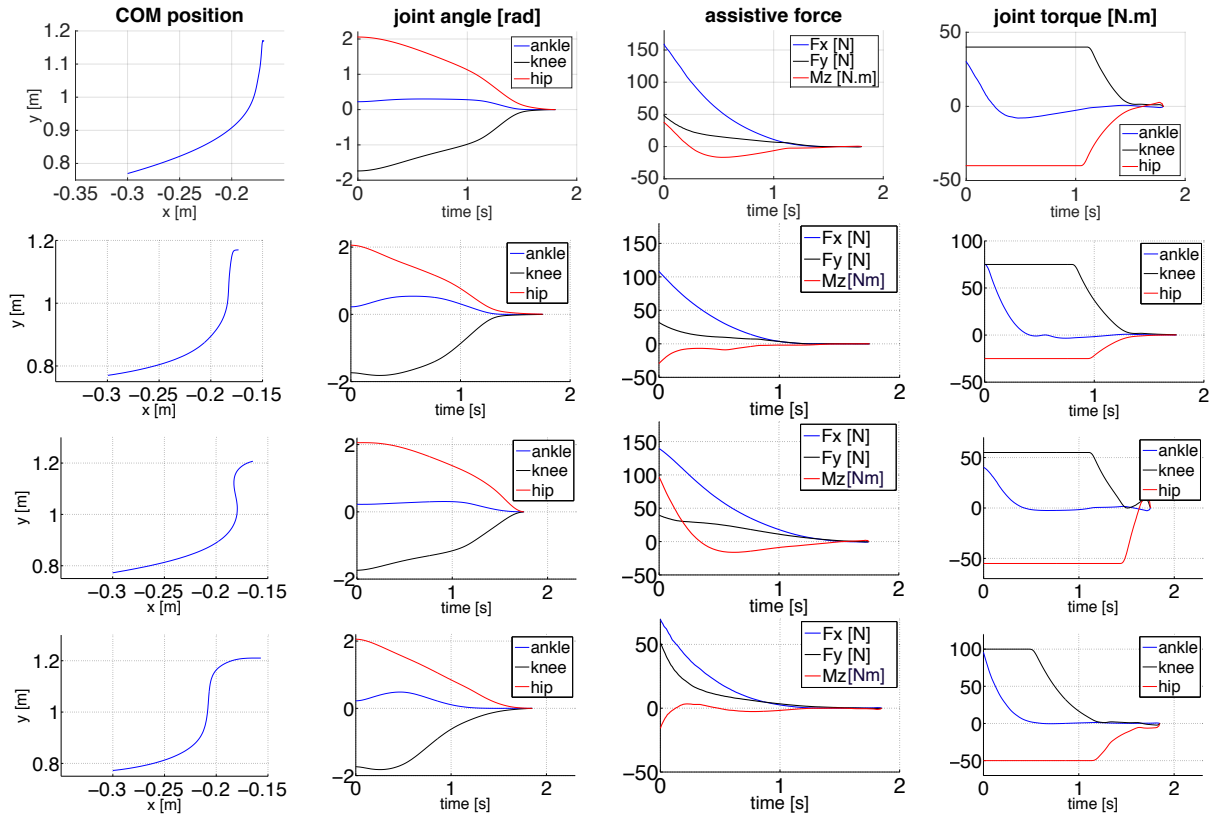 COM position
joint angle [rad]
assistive force
joint torque [N.m]
1.2
1.1
1
0.9
0.8
y [m]
-0.35
-0.3
-0.25
-0.2
x [m]
2
1
0
-1
-2
ankle
knee
hip
0
1
2
time [s]
150
100
50
0
-50
Fx [N]
Fy [N]
Mz [N.m]
0
1
2
time [s]
50
0
-50
ankle
knee
hip
0
1
2
time [s]
1.2
1
0.8
y [m]
−0.3
−0.25
−0.2
−0.15
x [m]
2
0
−2
ankle
knee
hip
0
1
2
time [s]
150
100
50
0
−50
Fx [N]
Fy [N]
Mz [Nm]
0
1
2
time [s]
100
50
0
−50
ankle
knee
hip
0
1
2
time [s]
1.2
1
0.8
y [m]
−0.3
−0.25
−0.2
−0.15
x [m]
2
0
−2
ankle
knee
hip
0
1
2
time [s]
150
100
50
0
−50
Fx [N]
Fy [N]
Mz [Nm]
0
1
2
time [s]
50
0
−50
ankle
knee
hip
0
1
2
time [s]
1.2
1
0.8
y [m]
−0.3
−0.25
−0.2
−0.15
x [m]
2
0
−2
ankle
knee
hip
0
1
2
time [s]
50
0
−50
Fx [N]
Fy [N]
Mz [Nm]
0
1
2
time [s]
100
50
0
−50
ankle
knee
hip
0
1
2
time [s]